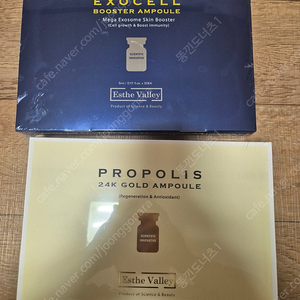 EXOCELL
BOOSTER AMPOULE
Mega Exosome Skin Booster
(Cell growth & Boost immunity)
Esthe Valley
Product of Science & Beauty
PROPOLiS
24K GOLD AMPOULE
(Regeneration & Antioxidant)
Esthe Valley
Product of Science & Beauty